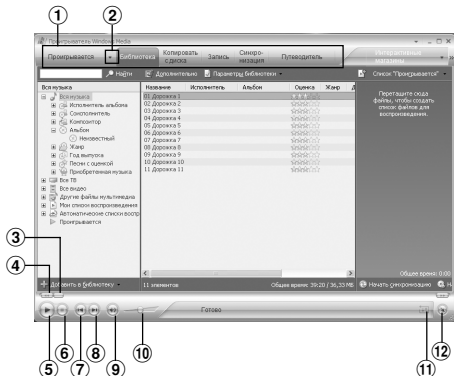 1 2
Проигрыватель Windows Media
Проигрывается Библиотека Копировать с диска Запись Синхро-низация Путеводитель Интерактивные магазины
Найти Дополнительно Параметры библиотеки Список "Проигрывается"
Вся музыка
Вся музыка
Исполнитель альбома
Соисполнитель
Композитор
Альбом
Неизвестный
Жанр
Год выпуска
Песни с оценкой
Приобретенная музыка
Все ТВ
Все видео
Другие файлы мультимедиа
Мои списки воспроизведения
Автоматические списки воспр
Проигрывается
Название Исполнитель Альбом Оценка Жанр Д
01 Дорожка 1
02 Дорожка 2
03 Дорожка 3
04 Дорожка 4
05 Дорожка 5
06 Дорожка 6
07 Дорожка 7
08 Дорожка 8
09 Дорожка 9
10 Дорожка 10
11 Дорожка 11
Перетащите сюда
файлы, чтобы создать
список файлов для
воспроизведения.
Общее время: 0:00
Добавить в библиотеку 11 элементов Общее время: 39:20 / 36,33 МБ Начать синхронизацию
3
4
Готово
5 6 7 8 9 10 11 12